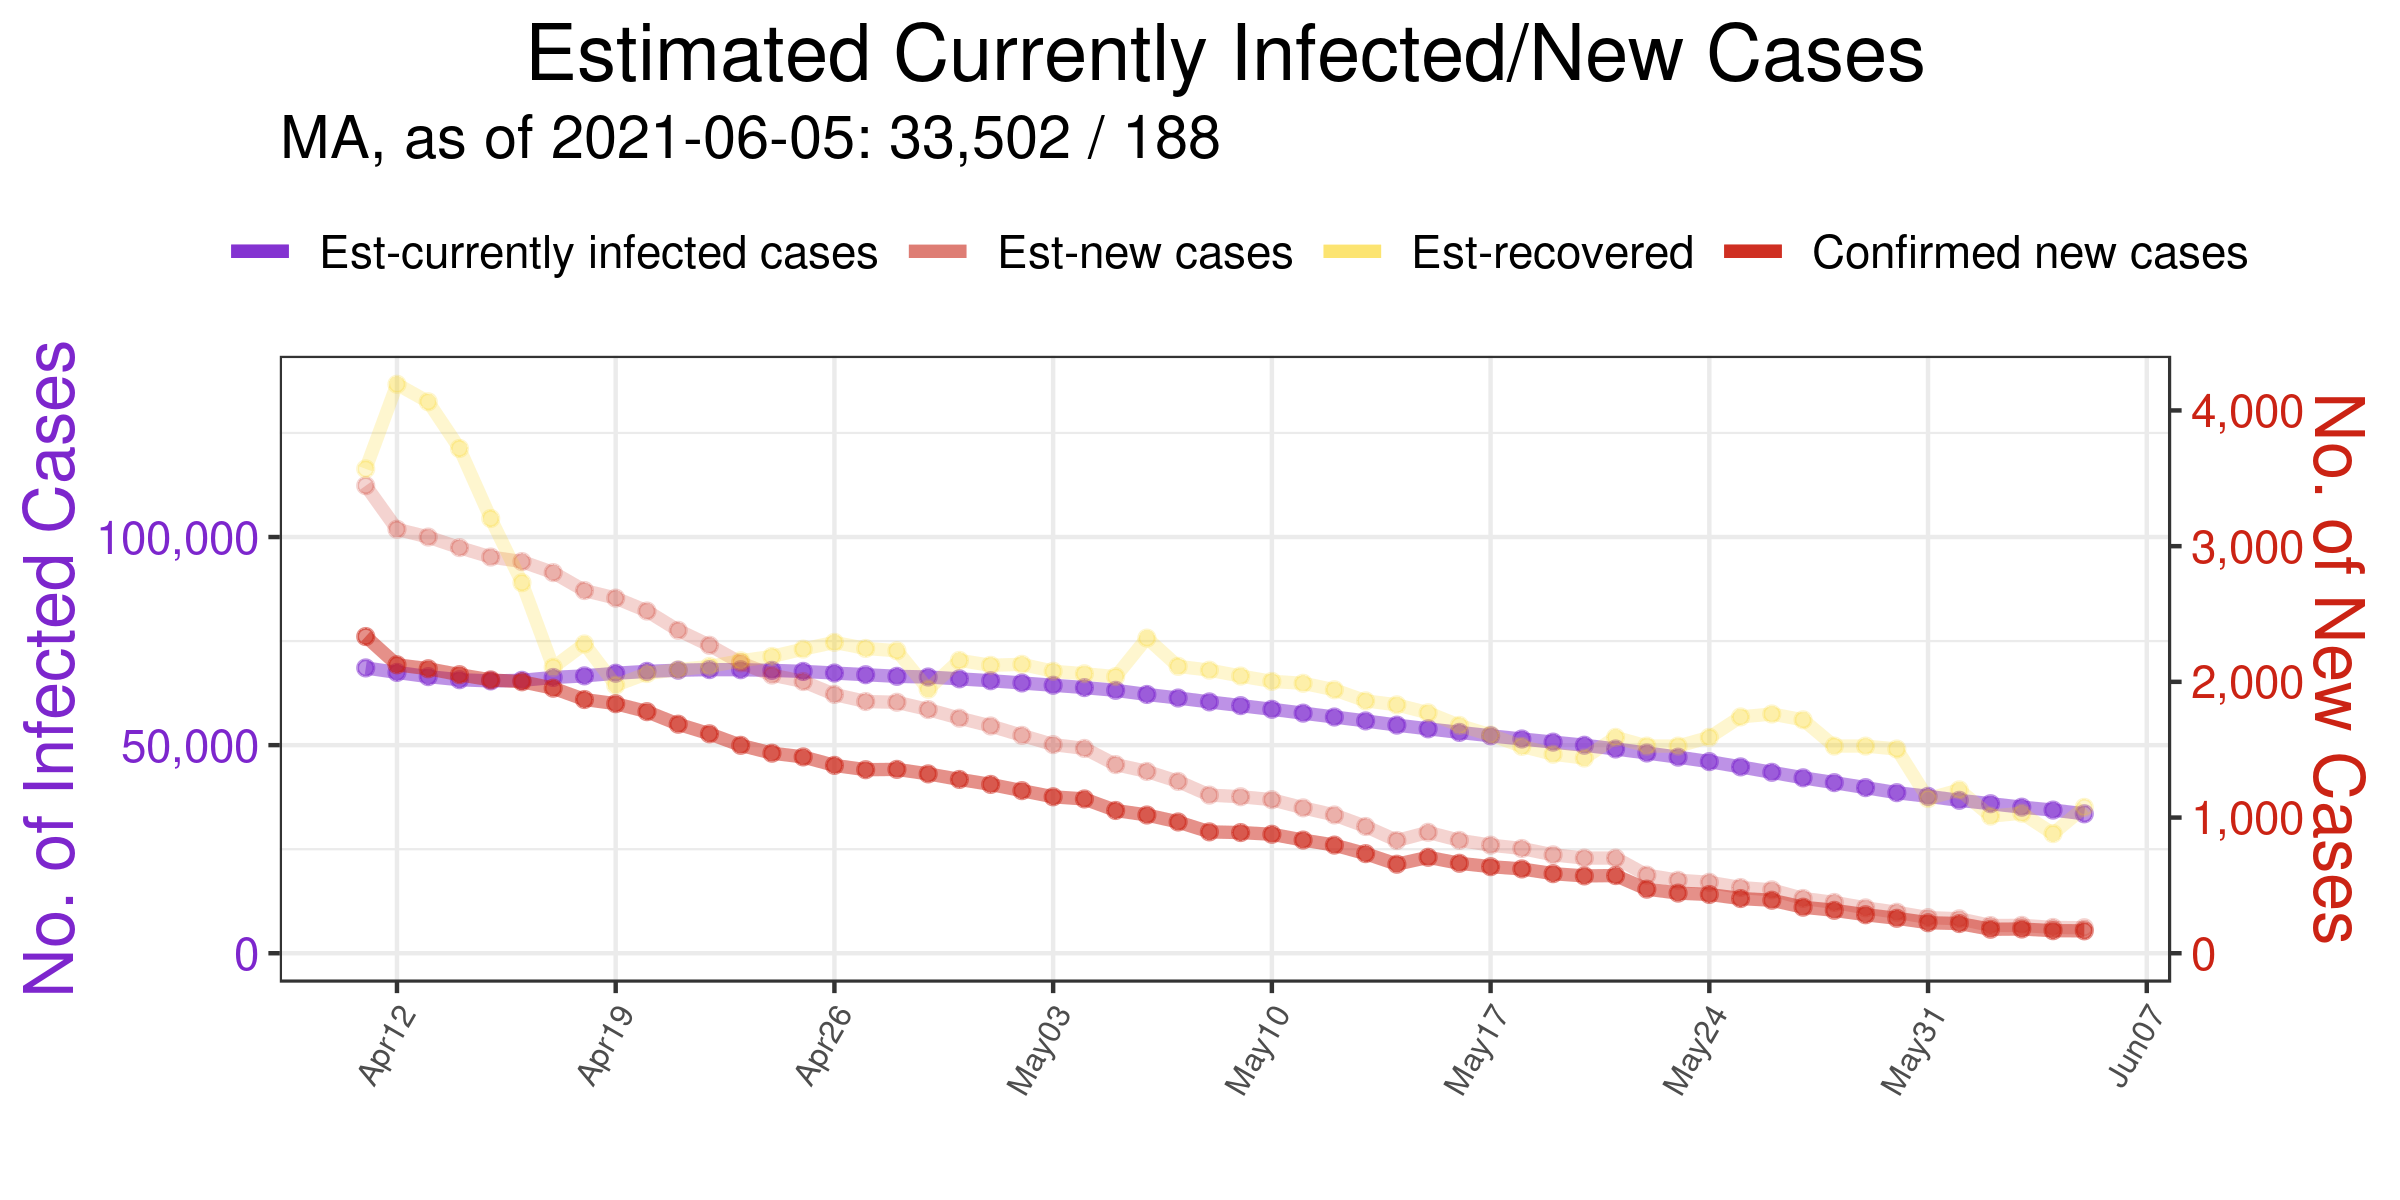 Estimated Currently Infected/New Cases
MA, as of 2021-06-05: 33,502 / 188
Est-currently infected cases Est-new cases Est-recovered Confirmed new cases
No. of Infected Cases
100,000
50,000
0
4,000
3,000
2,000
1,000
0
No. of New Cases
Apr12 Apr19 Apr26 May03 May10 May17 May24 May31 Jun07